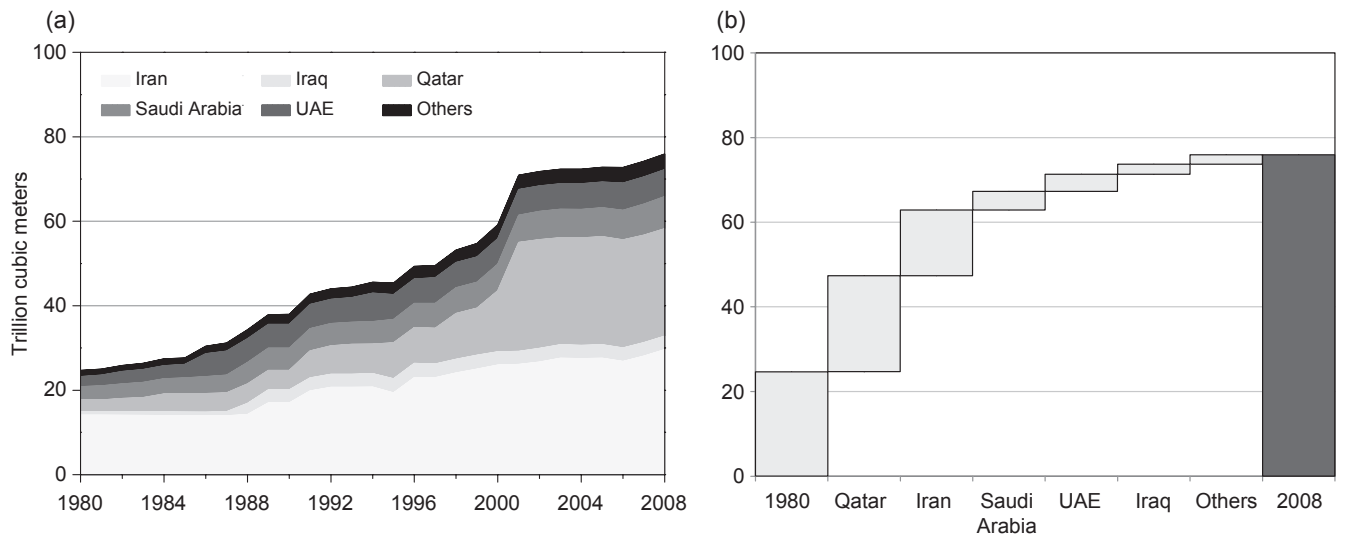 (a)
100
80
60
40
20
0
Trillion cubic meters
Iran Iraq Qatar
Saudi Arabia UAE Others
1980 1984 1988 1992 1996 2000 2004 2008
(b)
100
80
60
40
20
0
1980 Qatar Iran Saudi UAE Iraq Others 2008
Arabia